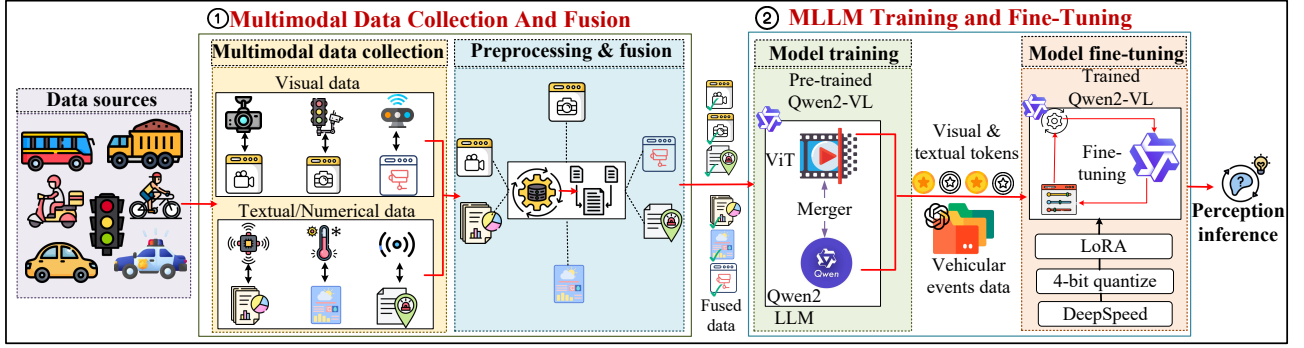 ① Multimodal Data Collection And Fusion
Data sources
Multimodal data collection
Visual data
Textual/Numerical data
Preprocessing & fusion
Fused
data
② MLLM Training and Fine-Tuning
Model training
Pre-trained
Qwen2-VL
ViT
Merger
Qwen
Qwen2
LLM
Visual &
textual tokens
Vehicular
events data
Model fine-tuning
Trained
Qwen2-VL
Fine-
tuning
LoRA
4-bit quantize
DeepSpeed
Perception
inference